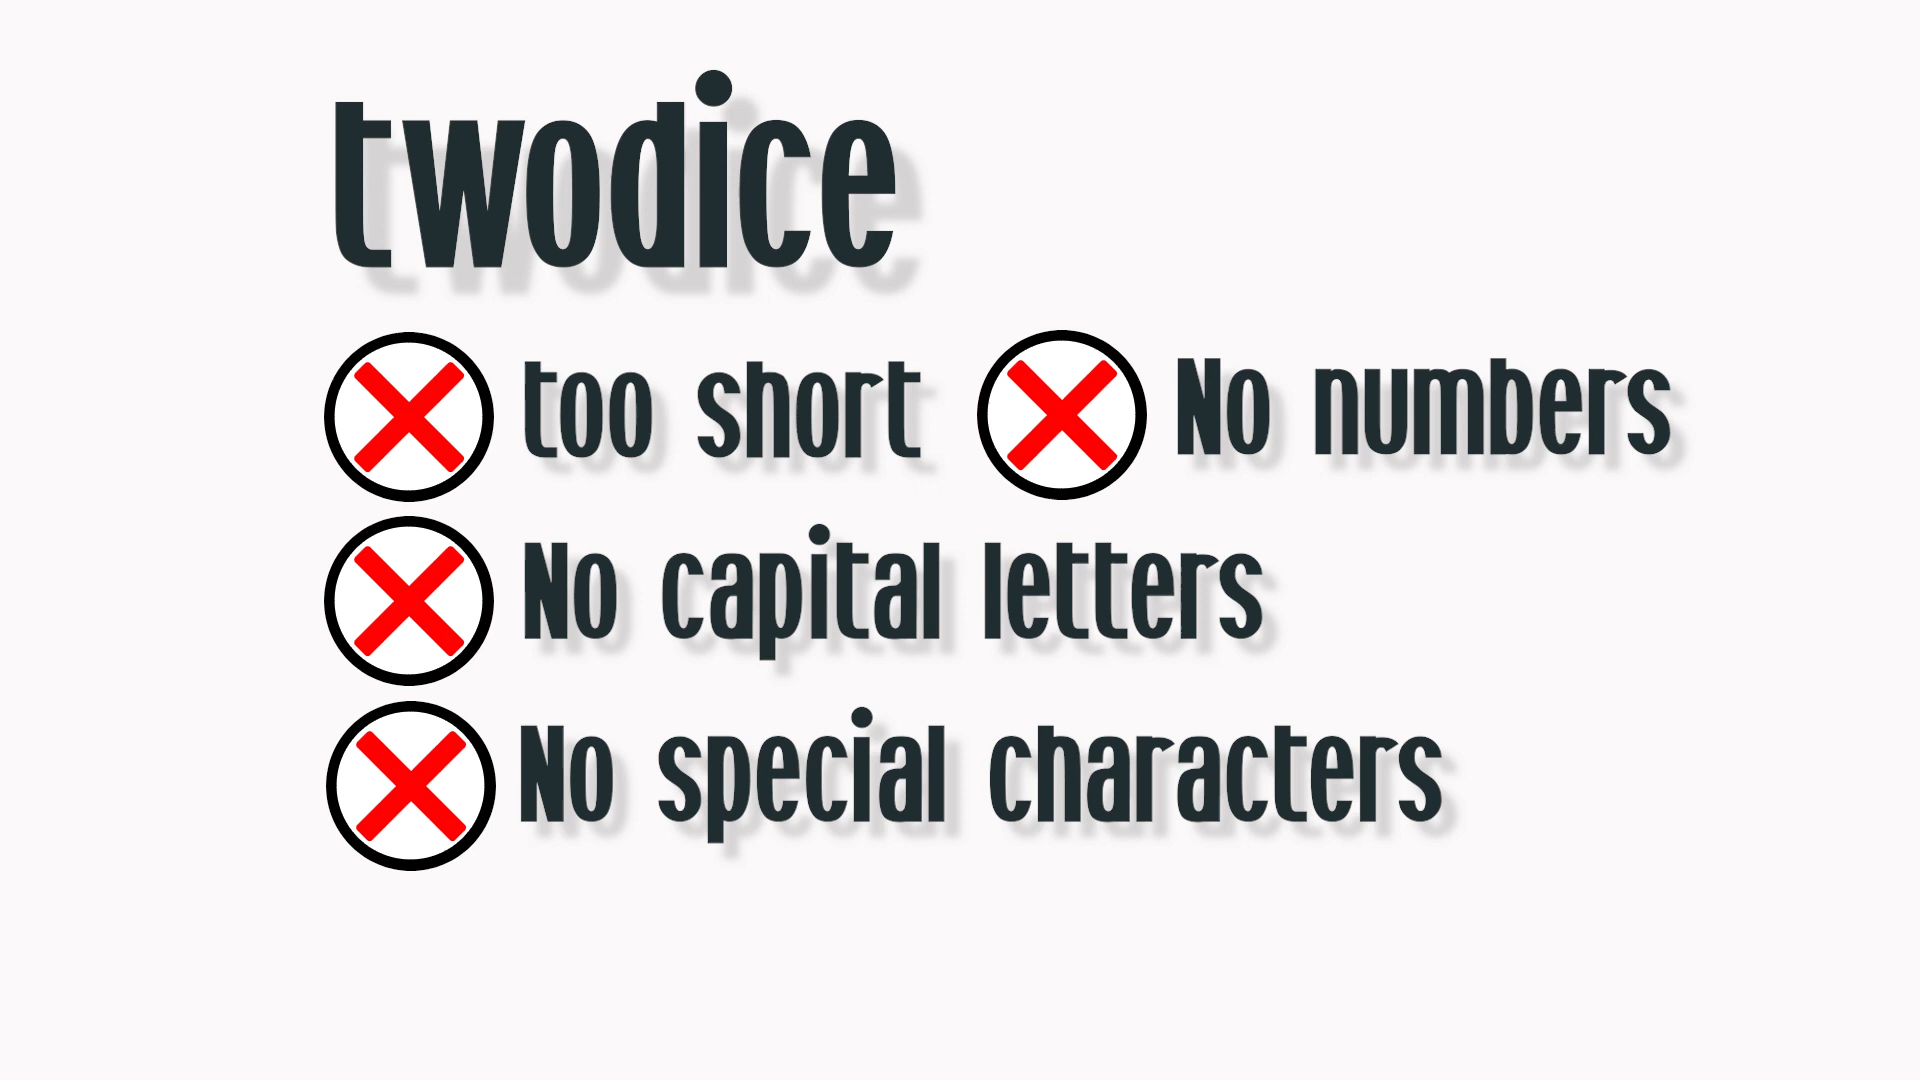 twodice
too short No numbers
No capital letters
No special characters